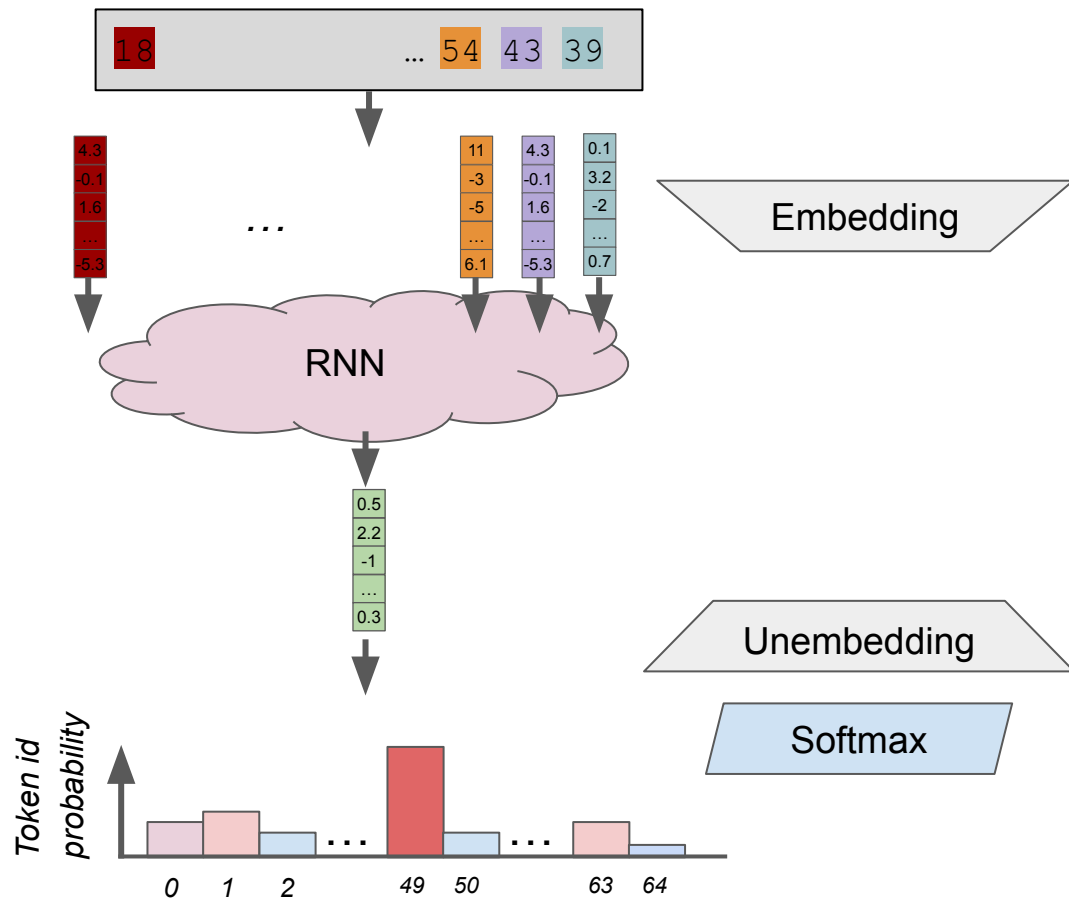 18 ... 54 43 39
4.3 11 4.3 0.1
-0.1 -3 -0.1 3.2
1.6 -5 1.6 -2
... ... ... ...
-5.3 6.1 -5.3 0.7
...
Embedding
RNN
0.5
2.2
-1
...
0.3
Unembedding
Softmax
Token id
probability
... ...
0 1 2 49 50 63 64